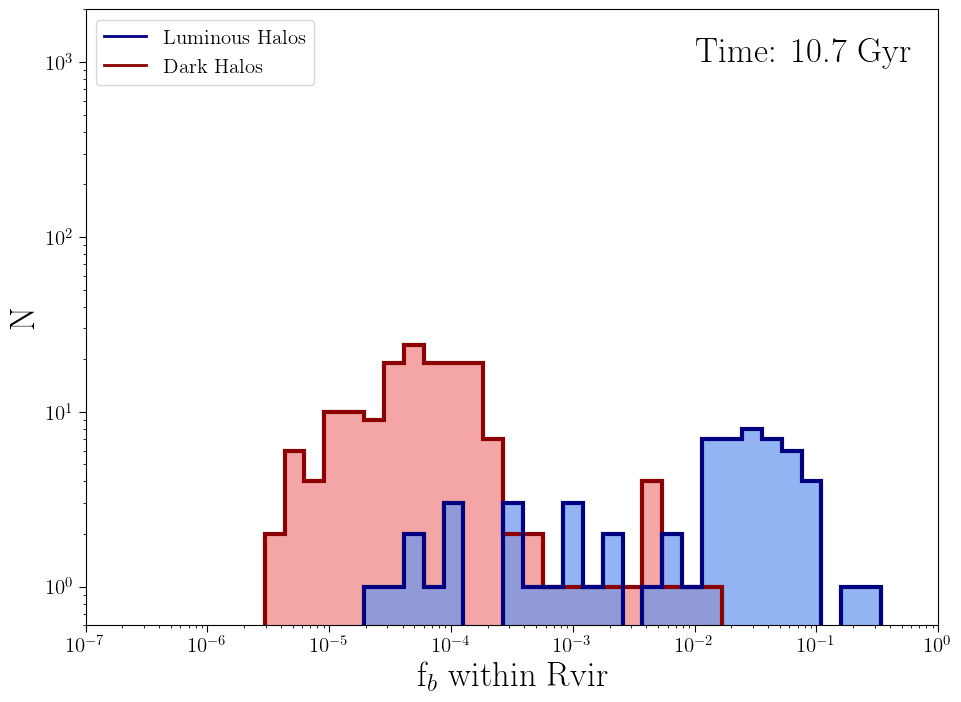 Luminous Halos
Dark Halos
Time: 10.7 Gyr
N
10³
10²
10¹
10⁰
10⁻⁷ 10⁻⁶ 10⁻⁵ 10⁻⁴ 10⁻³ 10⁻² 10⁻¹ 10⁰
f_b within Rvir